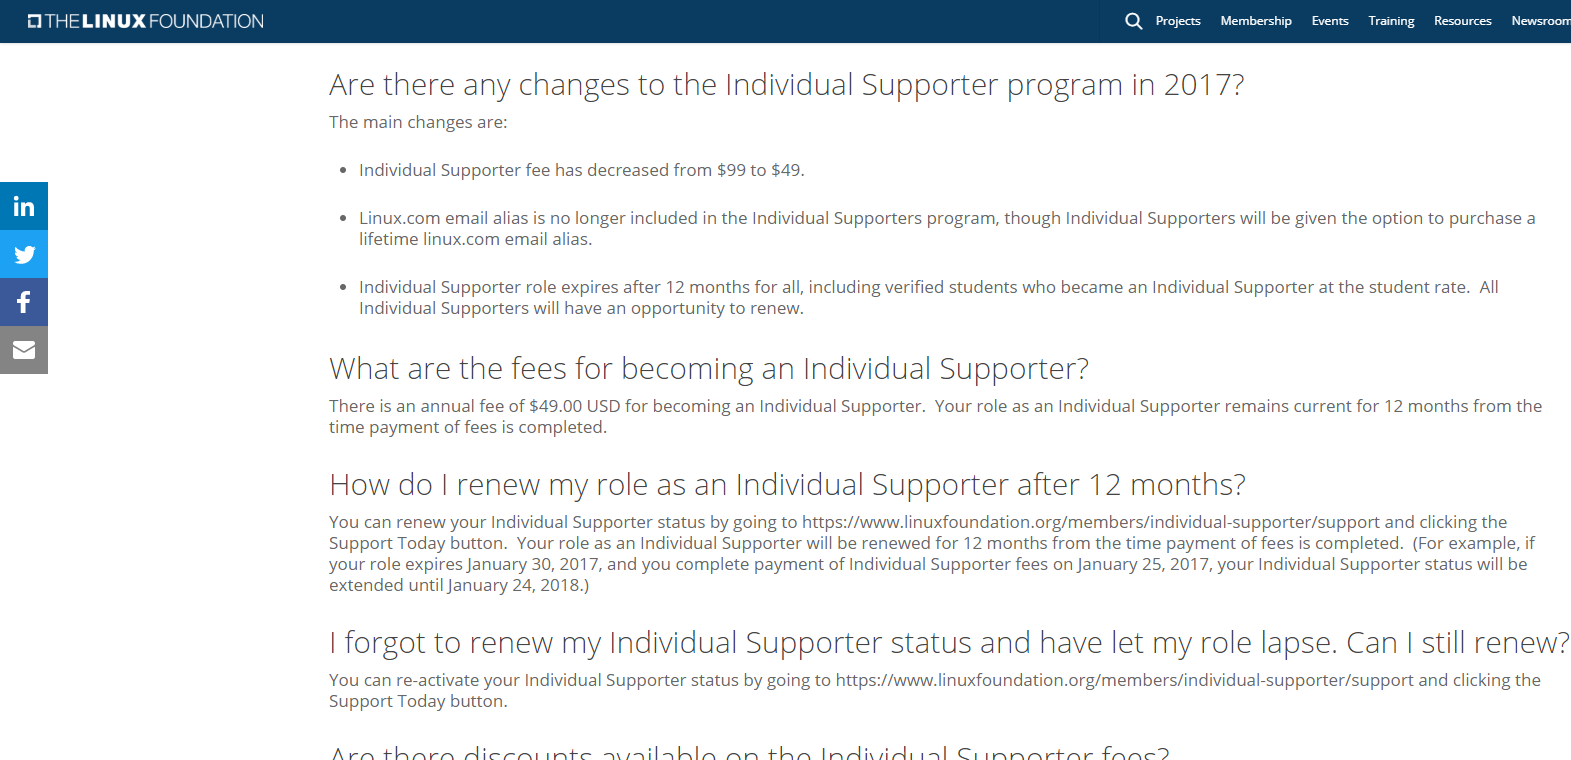 THE LINUX FOUNDATION
Projects Membership Events Training Resources Newsroom
Are there any changes to the Individual Supporter program in 2017?
The main changes are:
• Individual Supporter fee has decreased from $99 to $49.
• Linux.com email alias is no longer included in the Individual Supporters program, though Individual Supporters will be given the option to purchase a
lifetime linux.com email alias.
• Individual Supporter role expires after 12 months for all, including verified students who became an Individual Supporter at the student rate.  All
Individual Supporters will have an opportunity to renew.
What are the fees for becoming an Individual Supporter?
There is an annual fee of $49.00 USD for becoming an Individual Supporter.  Your role as an Individual Supporter remains current for 12 months from the
time payment of fees is completed.
How do I renew my role as an Individual Supporter after 12 months?
You can renew your Individual Supporter status by going to https://www.linuxfoundation.org/members/individual-supporter/support and clicking the
Support Today button.  Your role as an Individual Supporter will be renewed for 12 months from the time payment of fees is completed.  (For example, if
your role expires January 30, 2017, and you complete payment of Individual Supporter fees on January 25, 2017, your Individual Supporter status will be
extended until January 24, 2018.)
I forgot to renew my Individual Supporter status and have let my role lapse. Can I still renew?
You can re-activate your Individual Supporter status by going to https://www.linuxfoundation.org/members/individual-supporter/support and clicking the
Support Today button.
Are there discounts available on the Individual Supporter fees?